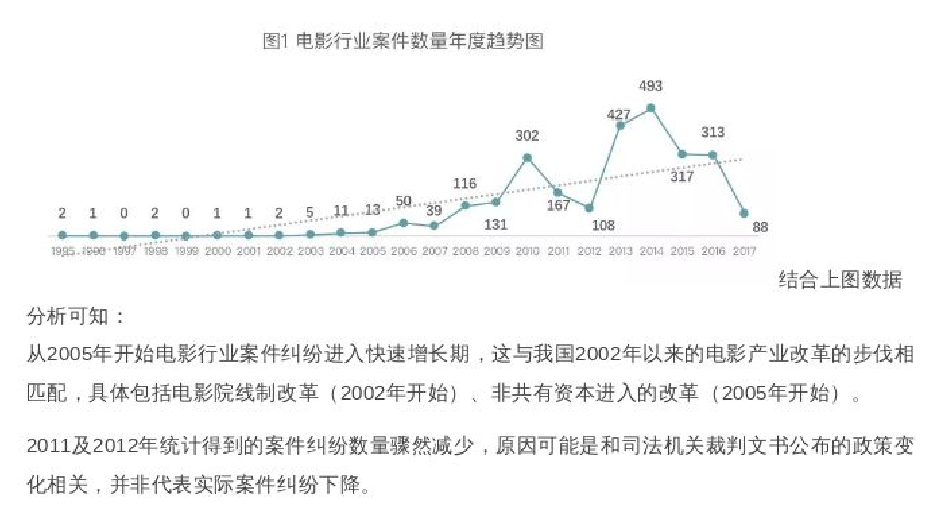 图1 电影行业案件数量年度趋势图
493
427
302
313
317
116
167
131
108
88
2 1 0 2 0 1 1 2 5 11 13 50 39
1995 1996 1997 1998 1999 2000 2001 2002 2003 2004 2005 2006 2007 2008 2009 2010 2011 2012 2013 2014 2015 2016 2017
结合上图数据
分析可知：
从2005年开始电影行业案件纠纷进入快速增长期，这与我国2002年以来的电影产业改革的步伐相
匹配，具体包括电影院线制改革（2002年开始）、非共有资本进入的改革（2005年开始）。
2011及2012年统计得到的案件纠纷数量骤然减少，原因可能是和司法机关裁判文书公布的政策变
化相关，并非代表实际案件纠纷下降。